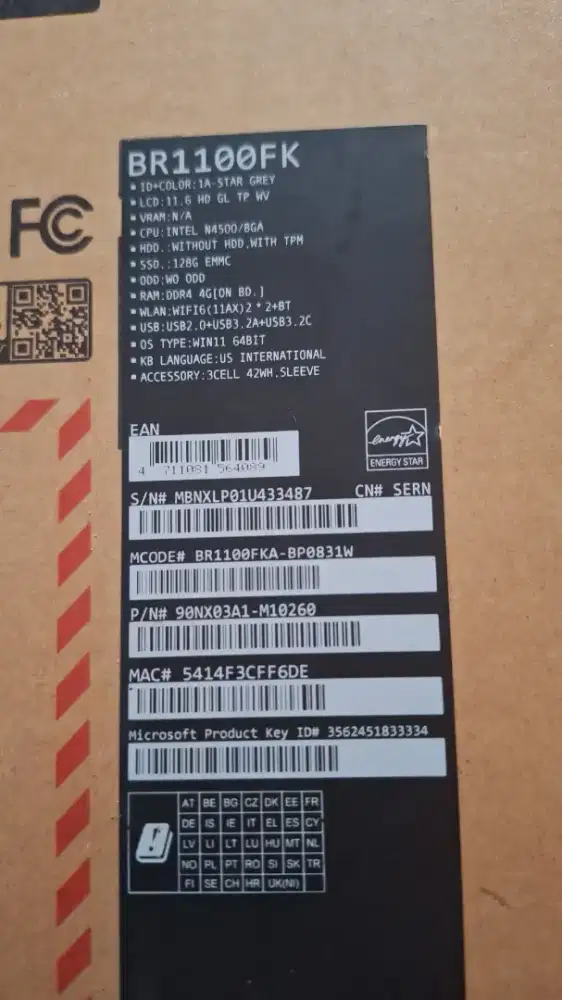 BR1100FK
▪ ID+COLOR:1A-STAR GREY
▪ LCD:11.6 HD GL TP WV
▪ VRAM:N/A
▪ CPU:INTEL N4500/BGA
▪ HDD.:WITHOUT HDD,WITH TPM
▪ SSD.:128G EMMC
▪ ODD:WO ODD
▪ RAM:DDR4 4G[ON BD.]
▪ WLAN:WIFI6(11AX)2*2+BT
▪ USB:USB2.0+USB3.2A+USB3.2C
▪ OS TYPE:WIN11 64BIT
▪ KB LANGUAGE:US INTERNATIONAL
▪ ACCESSORY:3CELL 42WH,SLEEVE
FC
EAN
4 711081 564089
energy
ENERGY STAR
S/N# MBNXLP01U433487 CN# SERN
MCODE# BR1100FKA-BP0831W
P/N# 90NX03A1-M10260
MAC# 5414F3CFF6DE
Microsoft Product Key ID# 3562451833334
AT BE BG CZ DK EE FR
DE IS IE IT EL ES CY
LV LI LT LU HU MT NL
NO PL PT RO SI SK TR
FI SE CH HR UK(NI)